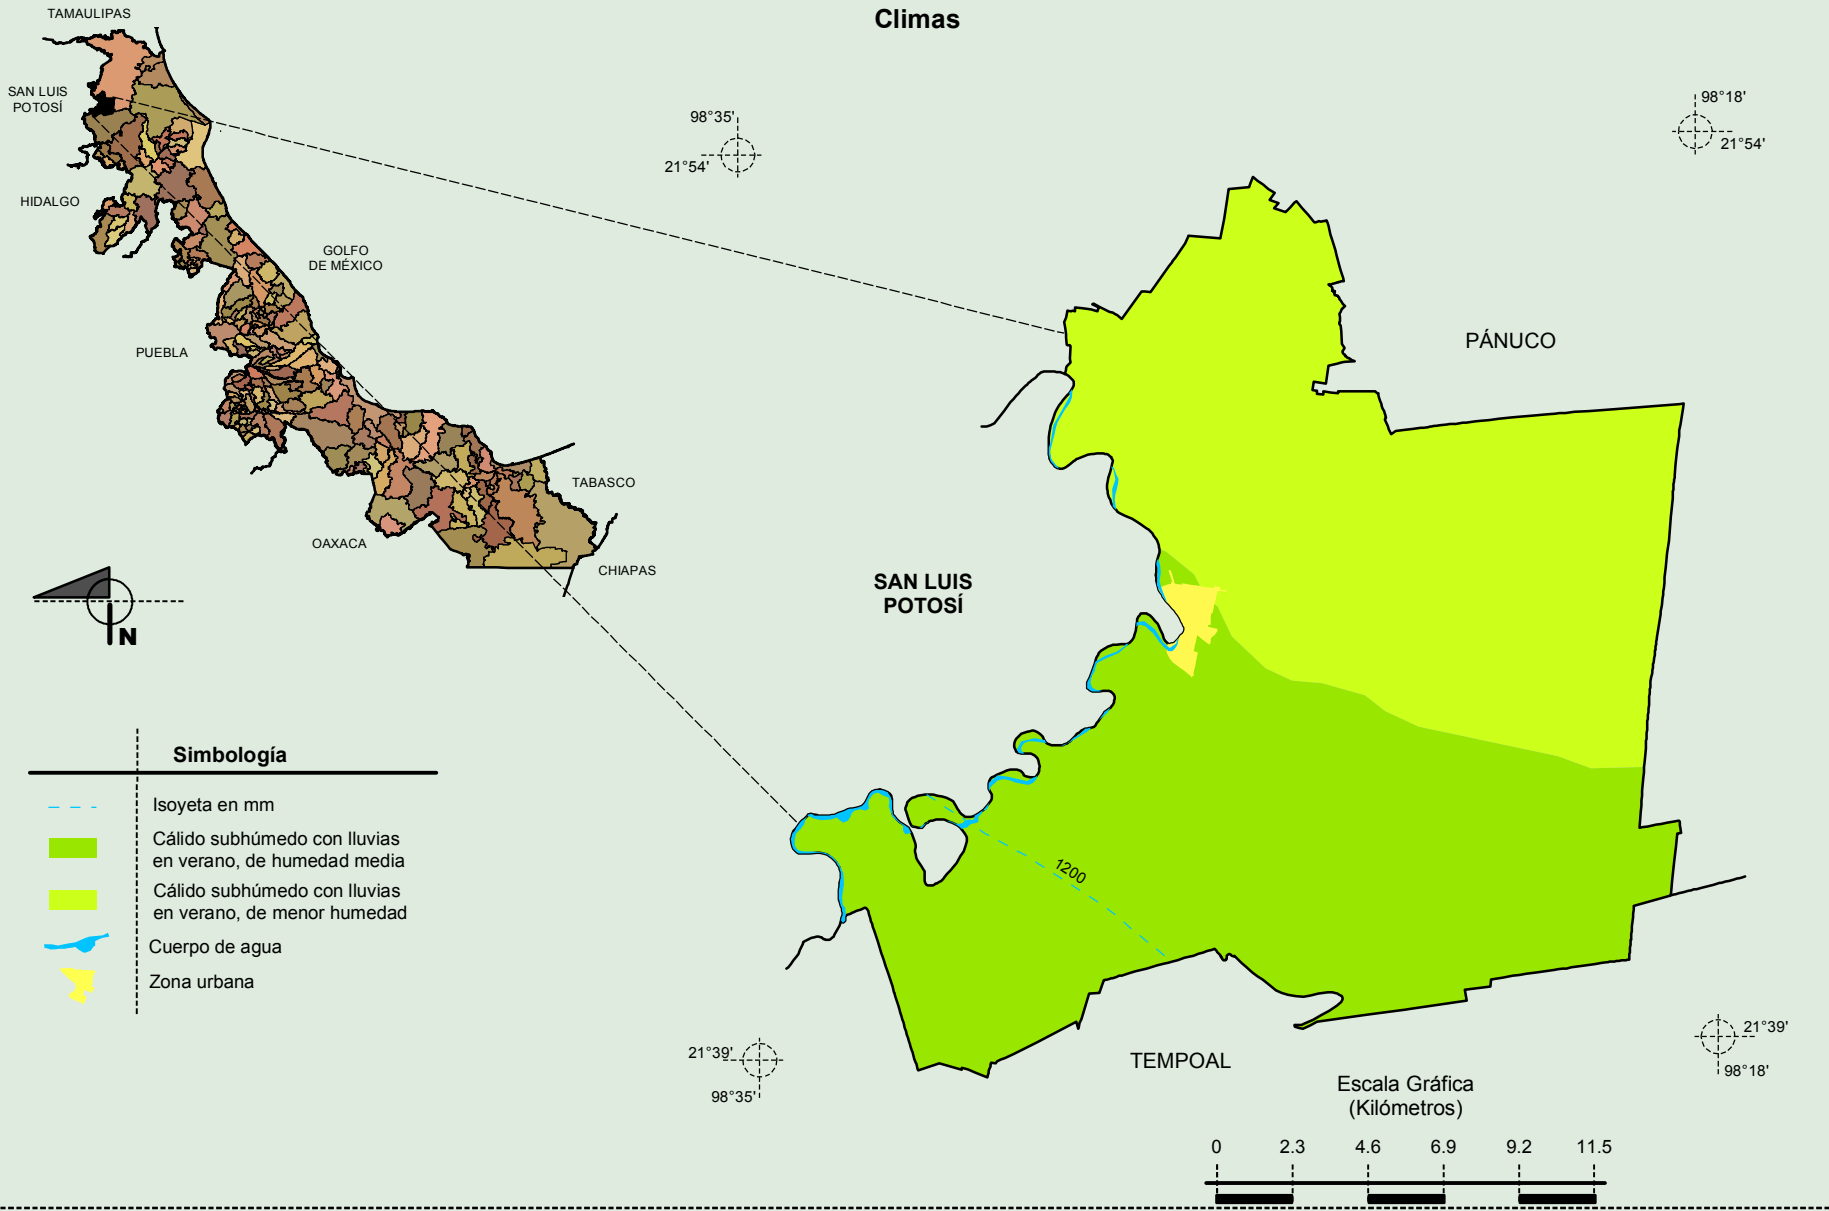 Climas
TAMAULIPAS
SAN LUIS
POTOSÍ
HIDALGO
GOLFO
DE MÉXICO
PUEBLA
TABASCO
OAXACA
CHIAPAS
N
98°35'
21°54'
98°18'
21°54'
PÁNUCO
SAN LUIS
POTOSÍ
1200
TEMPOAL
21°39'
98°35'
21°39'
98°18'
Simbología
Isoyeta en mm
Cálido subhúmedo con lluvias
en verano, de humedad media
Cálido subhúmedo con lluvias
en verano, de menor humedad
Cuerpo de agua
Zona urbana
Escala Gráfica
(Kilómetros)
0 2.3 4.6 6.9 9.2 11.5